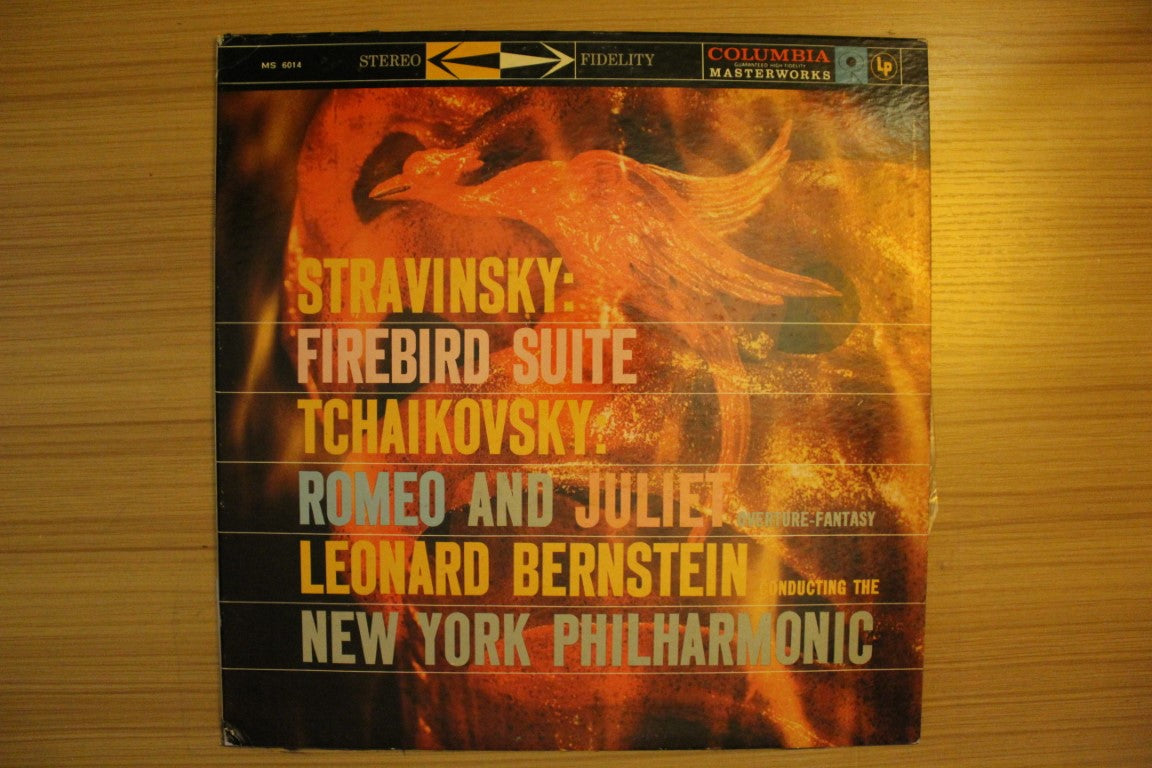 MS 6014 STEREO FIDELITY COLUMBIA
GUARANTEED HIGH FIDELITY
MASTERWORKS LP
STRAVINSKY:
FIREBIRD SUITE
TCHAIKOVSKY:
ROMEO AND JULIET OVERTURE-FANTASY
LEONARD BERNSTEIN CONDUCTING THE
NEW YORK PHILHARMONIC